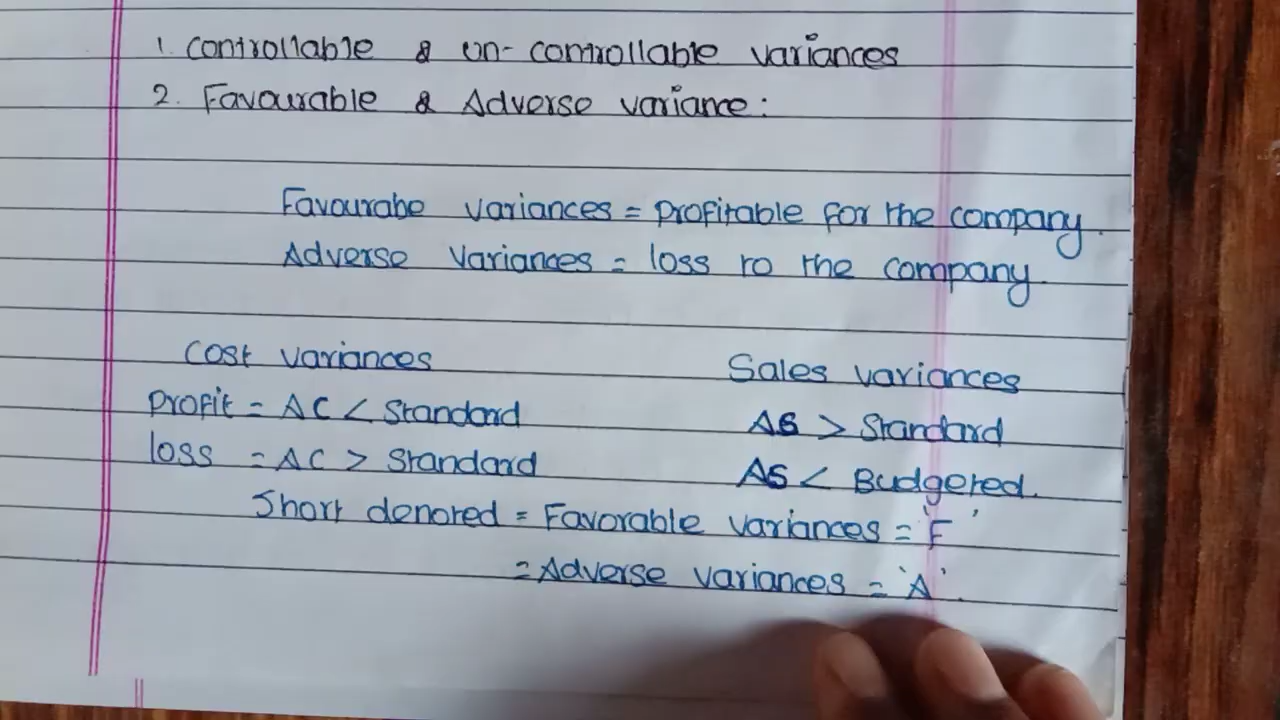 1. Controllable & un-controllable variances
2. Favourable & Adverse variance:
Favourabe variances = profitable for the company.
Adverse variances = loss to the company.
Cost variances Sales variances
Profit = AC < Standard AS > Standard
loss = AC > Standard AS < Budgeted.
Short denoted = Favorable variances = 'F'
= Adverse variances = 'A'.